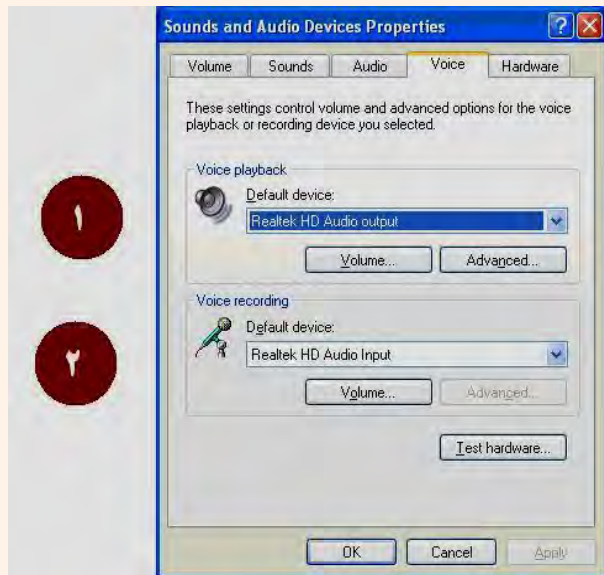 Sounds and Audio Devices Properties
Volume Sounds Audio Voice Hardware
These settings control volume and advanced options for the voice
playback or recording device you selected.
Voice playback
١
Default device:
Realtek HD Audio output
Volume... Advanced...
Voice recording
٢
Default device:
Realtek HD Audio Input
Volume... Advanced...
Test hardware...
OK Cancel Apply